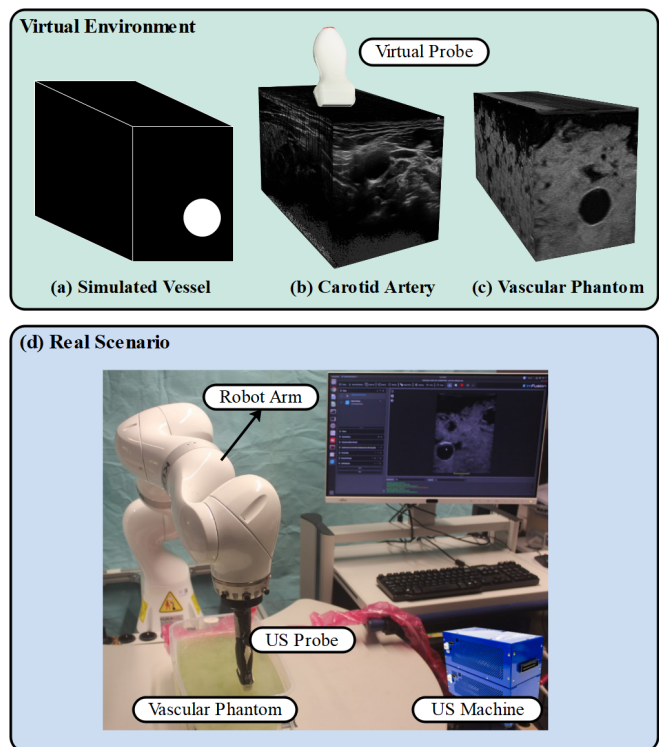 Virtual Environment
Virtual Probe
(a) Simulated Vessel
(b) Carotid Artery
(c) Vascular Phantom
(d) Real Scenario
Robot Arm
US Probe
Vascular Phantom
US Machine